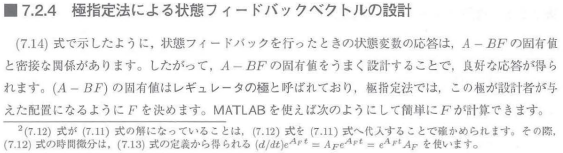 ■ 7.2.4 極指定法による状態フィードバックベクトルの設計
(7.14) 式で示したように，状態フィードバックを行ったときの状態変数の応答は，A − BF の固有値
と密接な関係があります。したがって，A − BF の固有値をうまく設計することで，良好な応答が得ら
れます。(A − BF) の固有値はレギュレータの極と呼ばれており，極指定法では，この極が設計者が与
えた配置になるように F を決めます。MATLAB を使えば次のようにして簡単に F が計算できます。
²(7.12) 式が (7.11) 式の解になっていることは，(7.12) を (7.11) 式へ代入することで確かめられます。その際，
(7.12) 式の時間微分は，(7.13) 式の定義から得られる (d/dt)e^{A_F t} = A_F e^{A_F t} = e^{A_F t} A_F を使います。